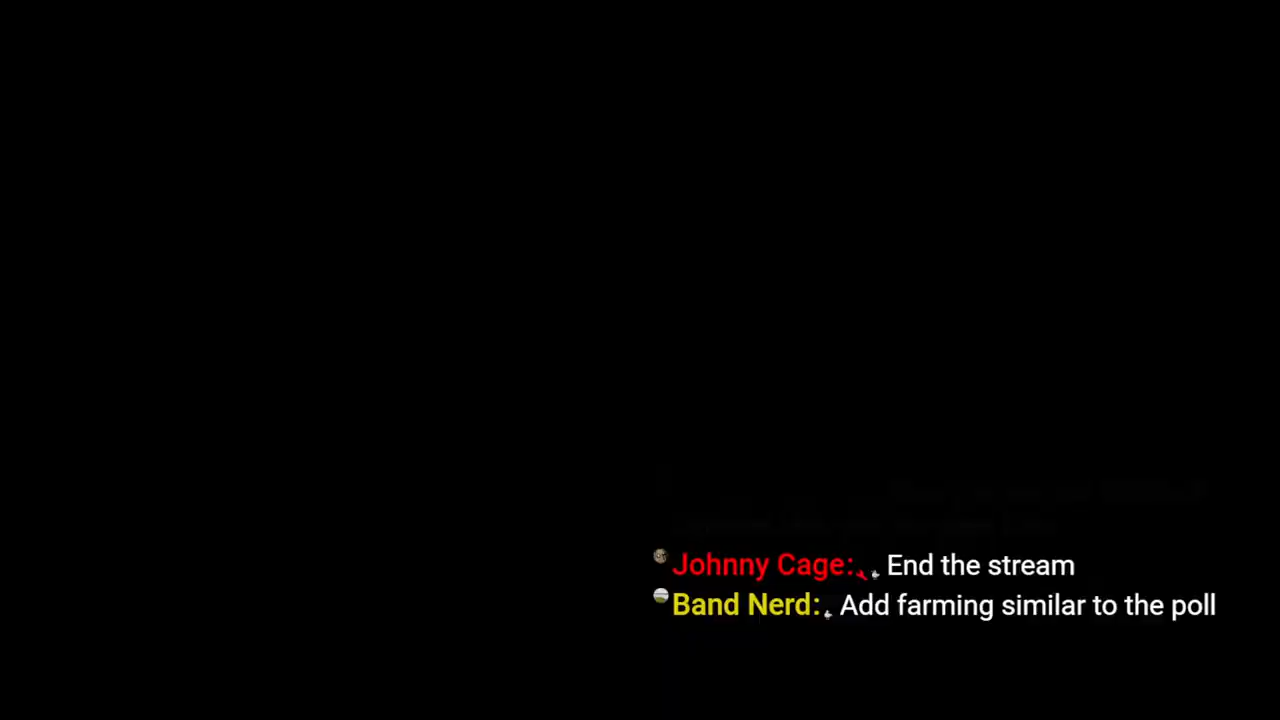 Johnny Cage: End the stream
Band Nerd: Add farming similar to the poll